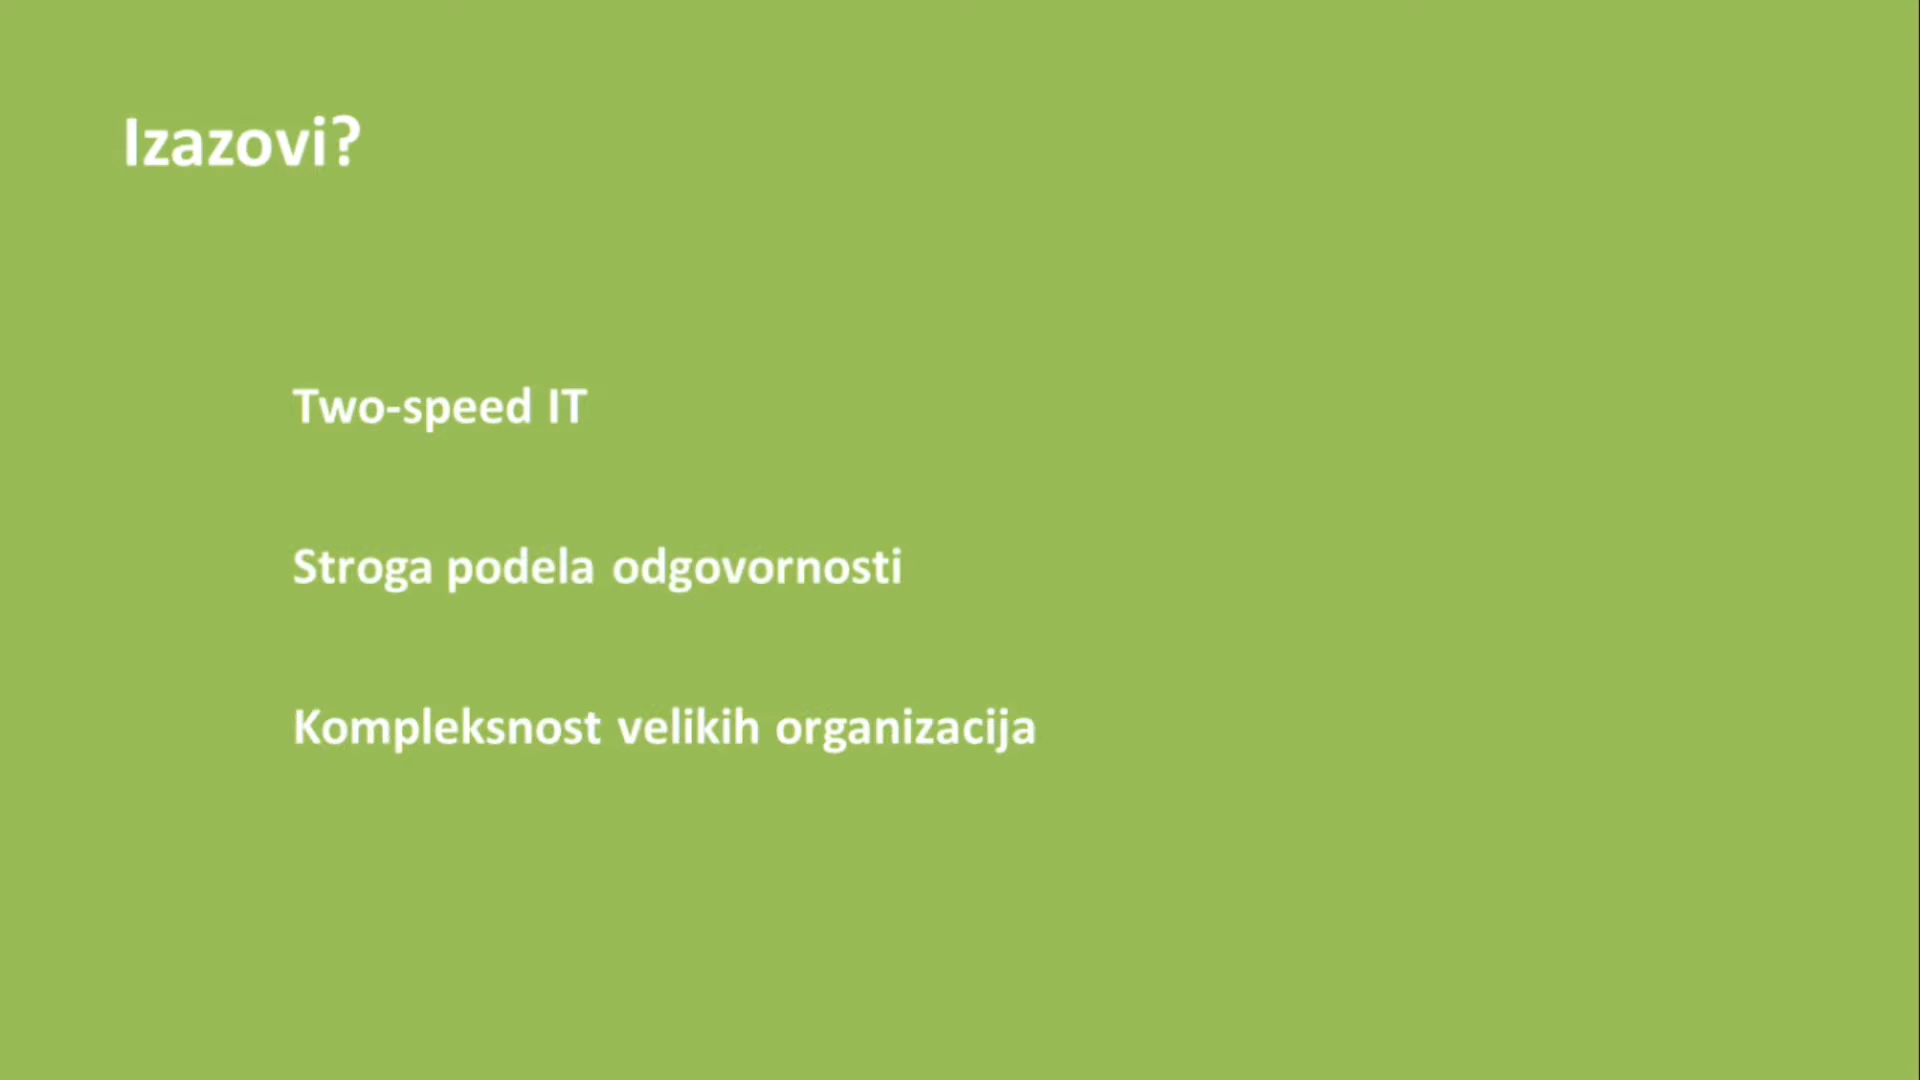 Izazovi?
Two-speed IT
Stroga podela odgovornosti
Kompleksnost velikih organizacija